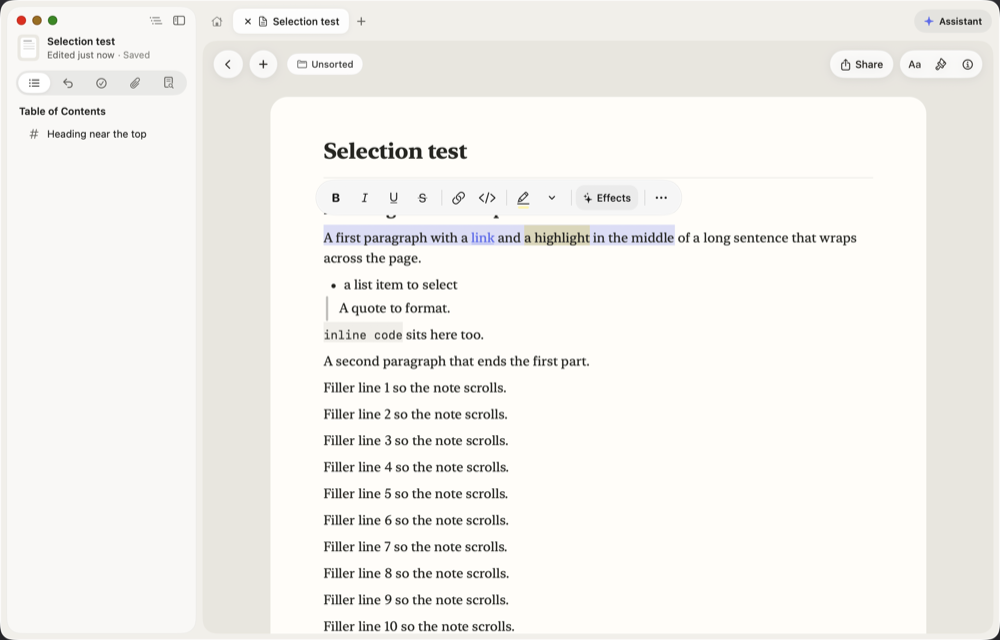 Selection test
Edited just now · Saved
Table of Contents
# Heading near the top
Selection test
Assistant
Unsorted
Share
Aa
Selection test
B I U S </> Effects
A first paragraph with a link and a highlight in the middle of a long sentence that wraps
across the page.
• a list item to select
A quote to format.
inline code sits here too.
A second paragraph that ends the first part.
Filler line 1 so the note scrolls.
Filler line 2 so the note scrolls.
Filler line 3 so the note scrolls.
Filler line 4 so the note scrolls.
Filler line 5 so the note scrolls.
Filler line 6 so the note scrolls.
Filler line 7 so the note scrolls.
Filler line 8 so the note scrolls.
Filler line 9 so the note scrolls.
Filler line 10 so the note scrolls.